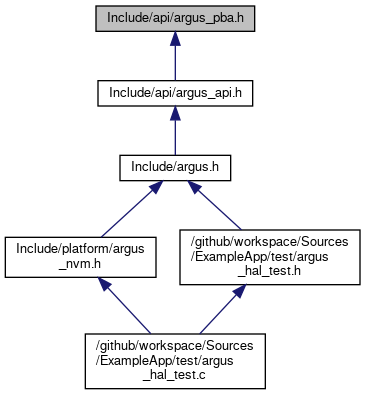 Include/api/argus_pba.h
Include/api/argus_api.h
Include/argus.h
Include/platform/argus
_nvm.h
/github/workspace/Sources
/ExampleApp/test/argus
_hal_test.h
/github/workspace/Sources
/ExampleApp/test/argus
_hal_test.c